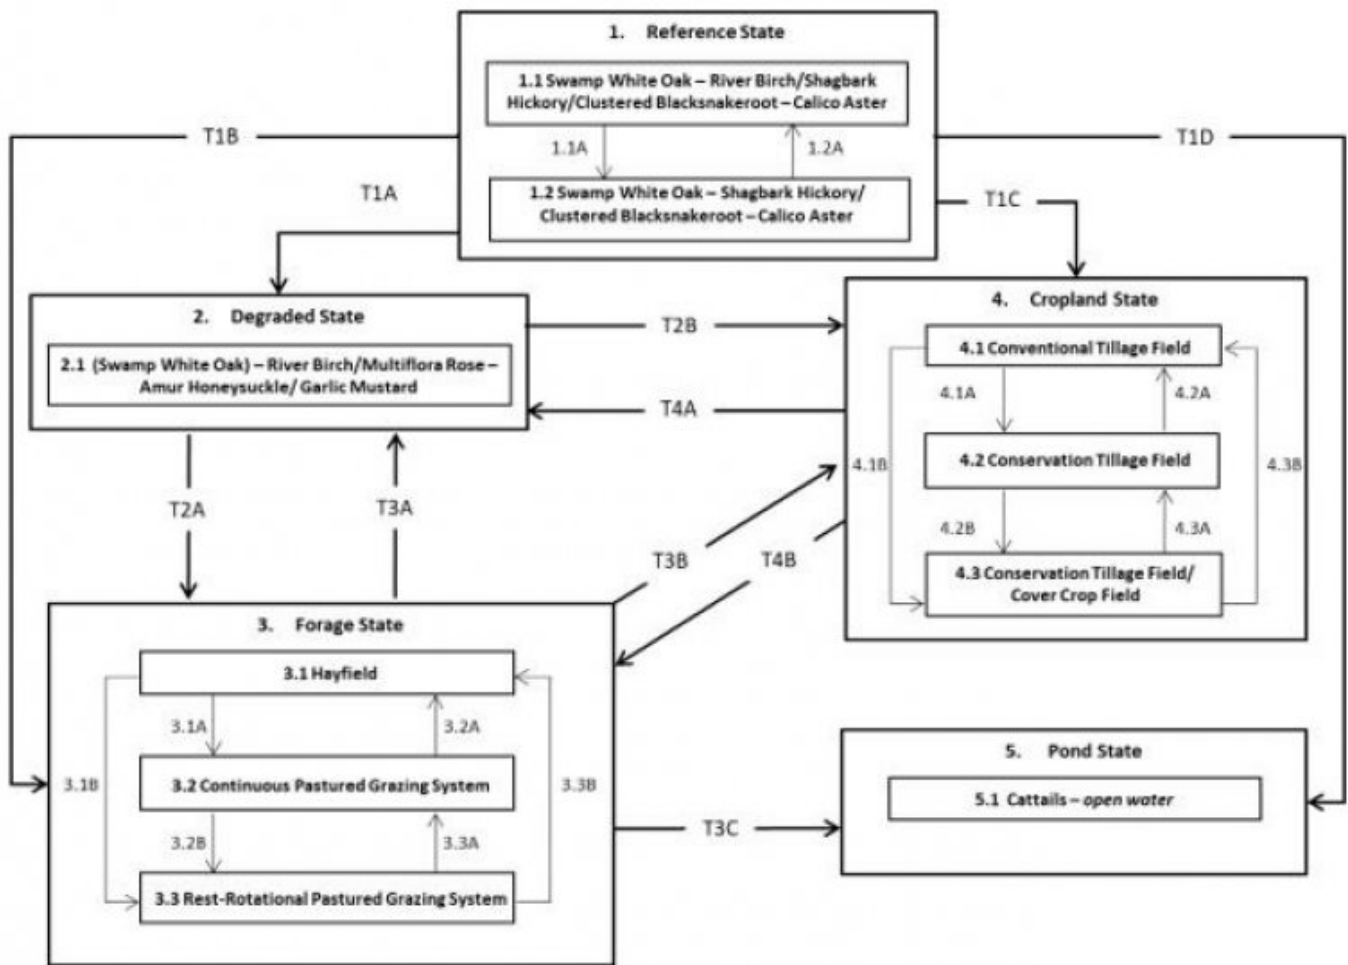 1. Reference State
1.1 Swamp White Oak – River Birch/Shagbark
Hickory/Clustered Blacksnakeroot – Calico Aster
T1B
T1D
1.1A
1.2A
T1A
1.2 Swamp White Oak – Shagbark Hickory/
Clustered Blacksnakeroot – Calico Aster
T1C
2. Degraded State
2.1 (Swamp White Oak) – River Birch/Multiflora Rose –
Amur Honeysuckle/ Garlic Mustard
T2B
T4A
4. Cropland State
4.1 Conventional Tillage Field
4.1A
4.2A
4.1B
4.2 Conservation Tillage Field
4.3B
4.2B
4.3A
4.3 Conservation Tillage Field/
Cover Crop Field
T2A
T3A
T3B
T4B
3. Forage State
3.1 Hayfield
3.1A
3.2A
3.1B
3.2 Continuous Pastured Grazing System
3.3B
3.2B
3.3A
3.3 Rest-Rotational Pastured Grazing System
T3C
5. Pond State
5.1 Cattails – open water